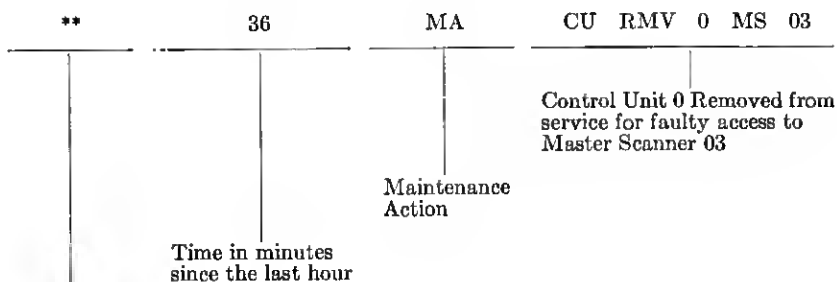 ** 36 MA CU RMV 0 MS 03
Control Unit 0 Removed from
service for faulty access to
Master Scanner 03
Maintenance
Action
Time in minutes
since the last hour